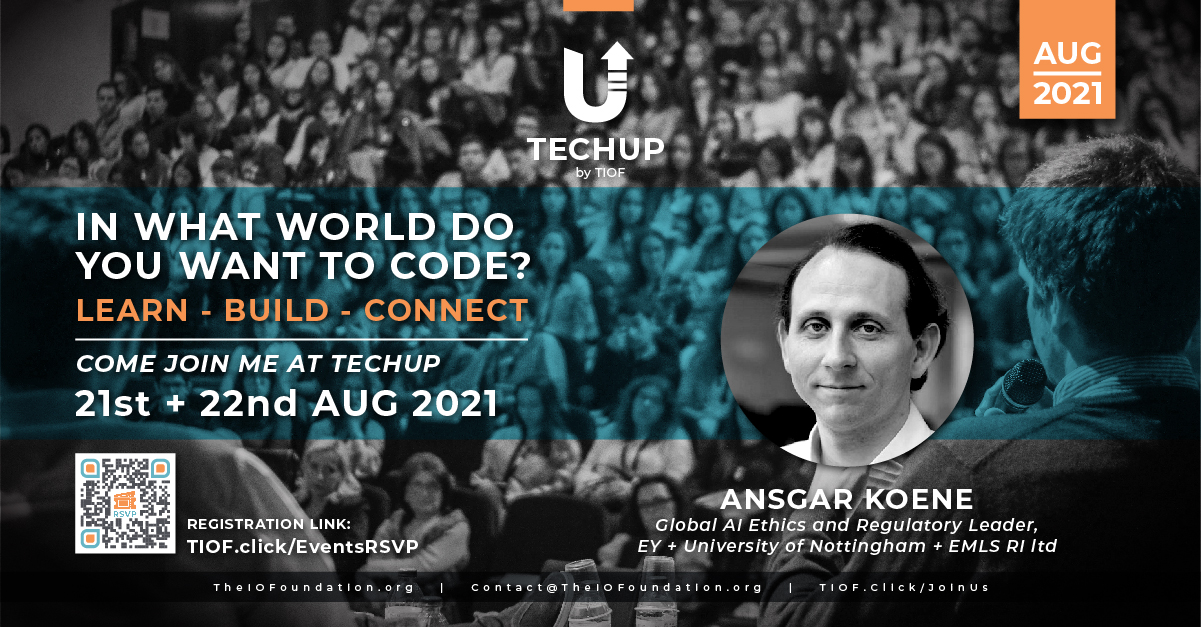 AUG
2021
TECHUP
by TIOF
IN WHAT WORLD DO
YOU WANT TO CODE?
LEARN - BUILD - CONNECT
COME JOIN ME AT TECHUP
21st + 22nd AUG 2021
RSVP
REGISTRATION LINK:
TIOF.click/EventsRSVP
ANSGAR KOENE
Global AI Ethics and Regulatory Leader,
EY + University of Nottingham + EMLS RI ltd
TheIOFoundation.org | Contact@TheIOFoundation.org | TIOF.Click/JoinUs